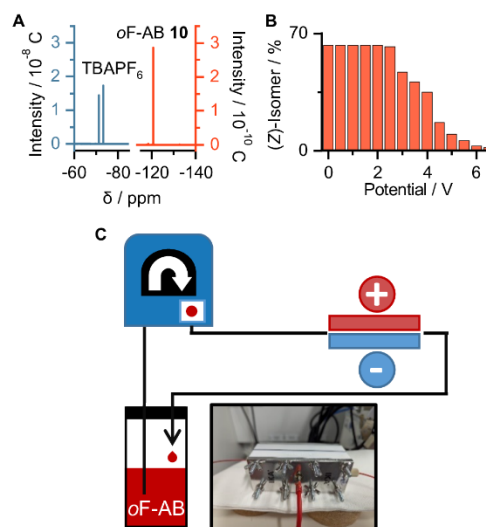 A
oF-AB 10
TBAPF6
Intensity / 10-8 C
3
2
1
0
-60
-80
3
2
1
0
Intensity / 10-10 C
-120
-140
δ / ppm
B
(Z)-Isomer / %
70
35
0
0
2
4
6
Potential / V
C
+
-
oF-AB